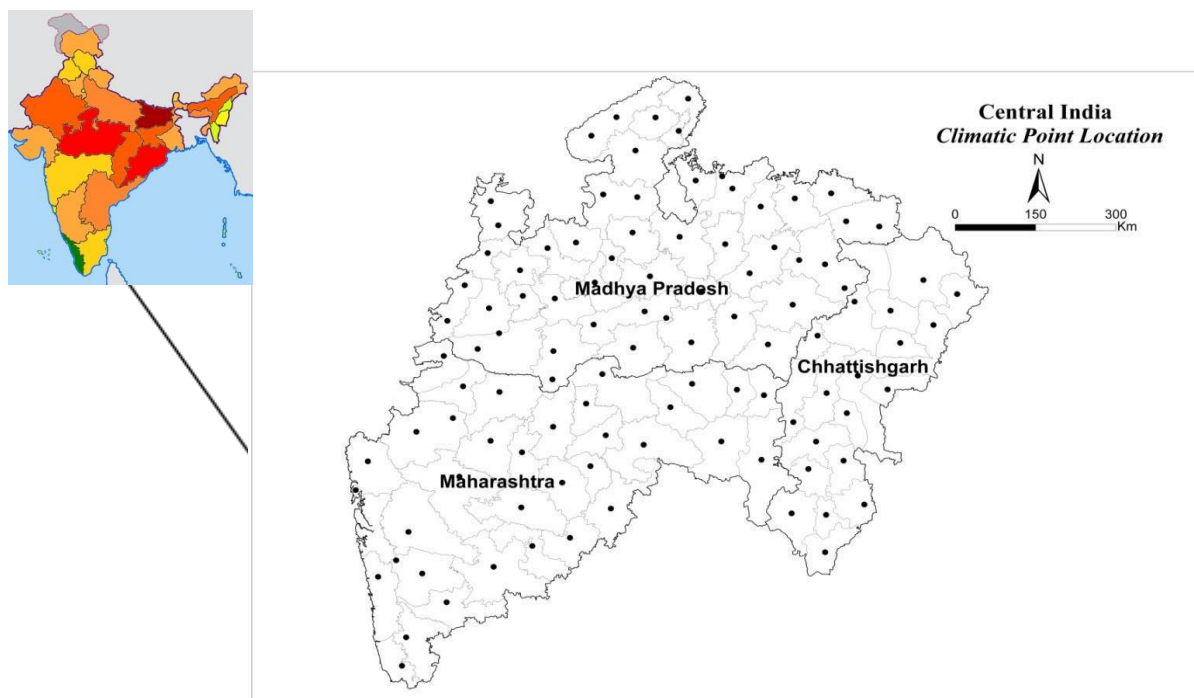 Central India
Climatic Point Location
N
0 150 300
Km
Madhya Pradesh
Chhattishgarh
Maharashtra